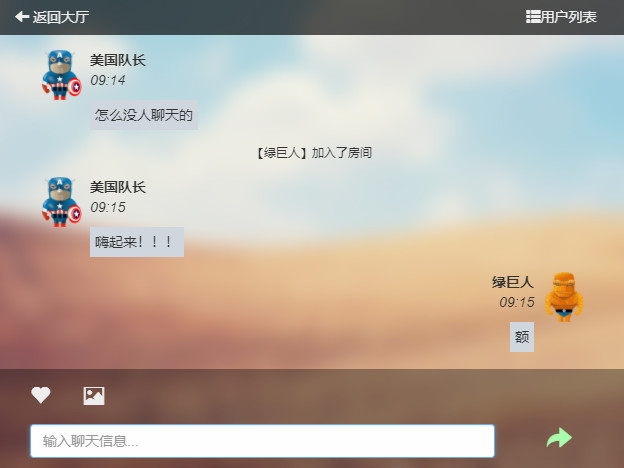 返回大厅
用户列表
美国队长
09:14
怎么没人聊天的
【绿巨人】加入了房间
美国队长
09:15
嗨起来！！！
绿巨人
09:15
额
输入聊天信息...